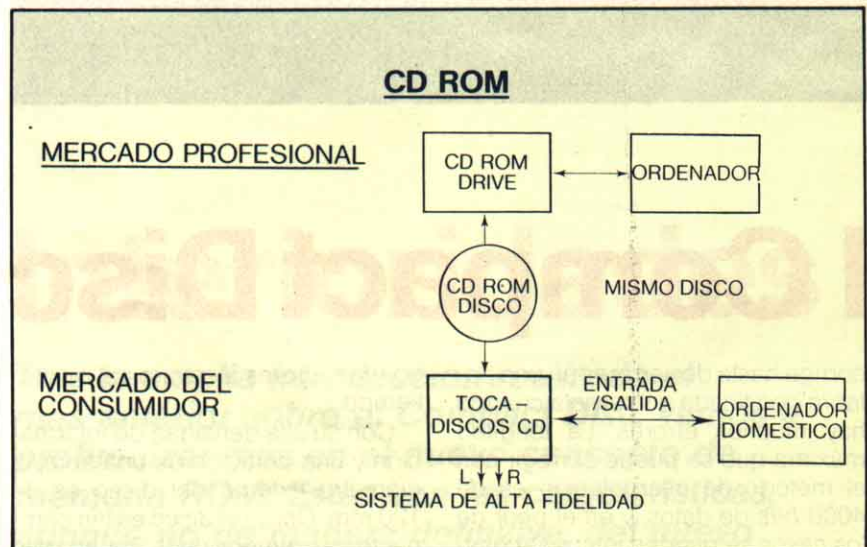 CD ROM
MERCADO PROFESIONAL
CD ROM
DRIVE
ORDENADOR
CD ROM
DISCO
MISMO DISCO
MERCADO DEL
CONSUMIDOR
TOCA-
DISCOS CD
ENTRADA
/SALIDA
ORDENADOR
DOMESTICO
R
SISTEMA DE ALTA FIDELIDAD